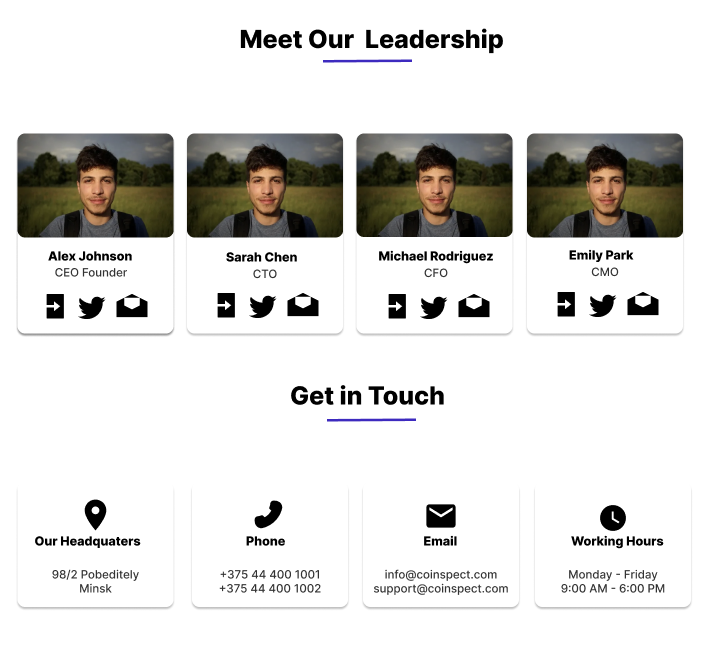 Meet Our Leadership
Alex Johnson
CEO Founder
Sarah Chen
CTO
Michael Rodriguez
CFO
Emily Park
CMO
Get in Touch
Our Headquaters
98/2 Pobeditely
Minsk
Phone
+375 44 400 1001
+375 44 400 1002
Email
info@coinspect.com
support@coinspect.com
Working Hours
Monday - Friday
9:00 AM - 6:00 PM